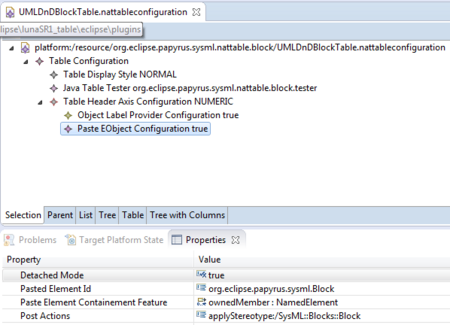 UMLDnDBlockTable.nattableconfiguration
lipse\lunaSR1_table\eclipse\plugins
platform:/resource/org.eclipse.papyrus.sysml.nattable.block/UMLDnDBlockTable.nattableconfiguration
Table Configuration
Table Display Style NORMAL
Java Table Tester org.eclipse.papyrus.sysml.nattable.block.tester
Table Header Axis Configuration NUMERIC
Object Label Provider Configuration true
Paste EObject Configuration true
Selection Parent List Tree Table Tree with Columns
Problems Target Platform State Properties
Property Value
Detached Mode true
Pasted Element Id org.eclipse.papyrus.sysml.Block
Paste Element Containement Feature ownedMember : NamedElement
Post Actions applyStereotype:/SysML::Blocks::Block